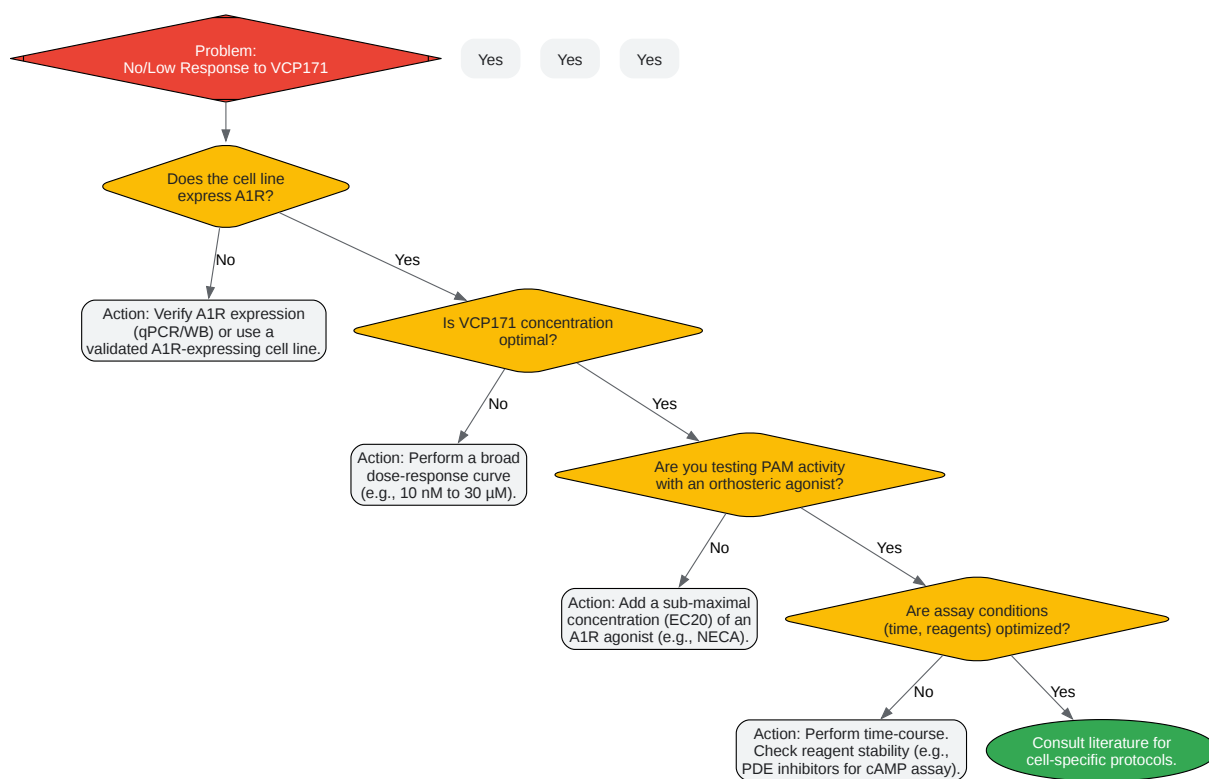 Problem:
No/Low Response to VCP171
Yes
Yes
Yes
Does the cell line
express A1R?
No
Yes
Action: Verify A1R expression
(qPCR/WB) or use a
validated A1R-expressing cell line.
Is VCP171 concentration
optimal?
No
Yes
Action: Perform a broad
dose-response curve
(e.g., 10 nM to 30 µM).
Are you testing PAM activity
with an orthosteric agonist?
No
Yes
Action: Add a sub-maximal
concentration (EC20) of an
A1R agonist (e.g., NECA).
Are assay conditions
(time, reagents) optimized?
No
Yes
Action: Perform time-course.
Check reagent stability (e.g.,
PDE inhibitors for cAMP assay).
Consult literature for
cell-specific protocols.